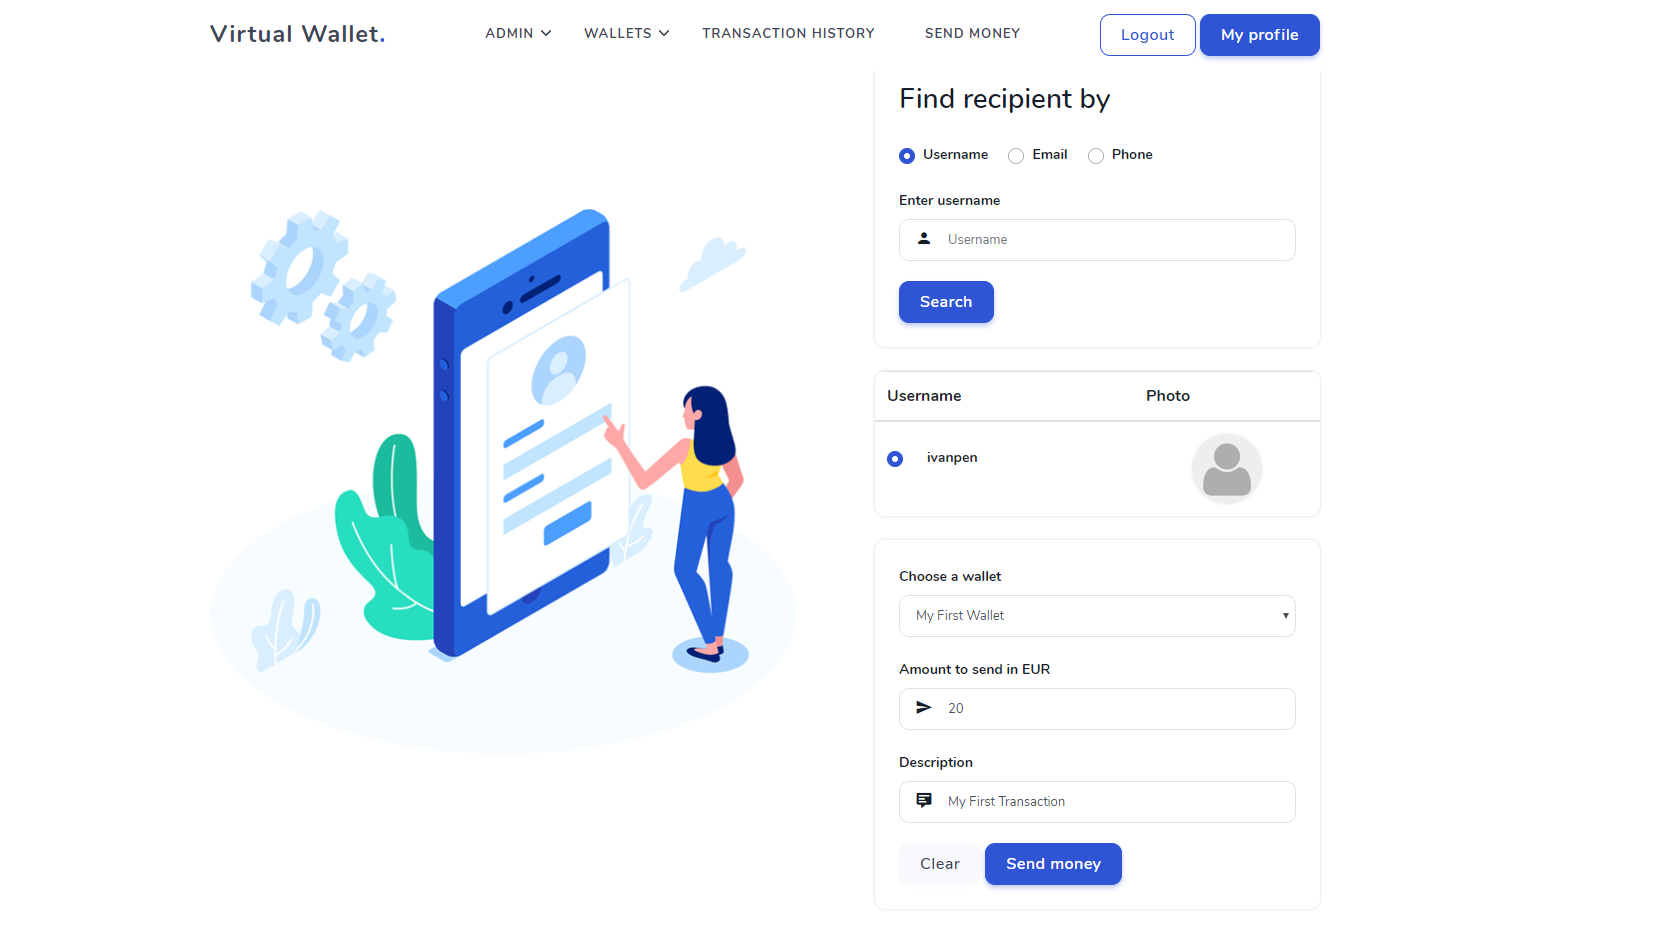 Virtual Wallet.
ADMIN WALLETS TRANSACTION HISTORY SEND MONEY Logout My profile
Find recipient by
Username Email Phone
Enter username
Username
Search
Username Photo
ivanpen
Choose a wallet
My First Wallet
Amount to send in EUR
20
Description
My First Transaction
Clear Send money